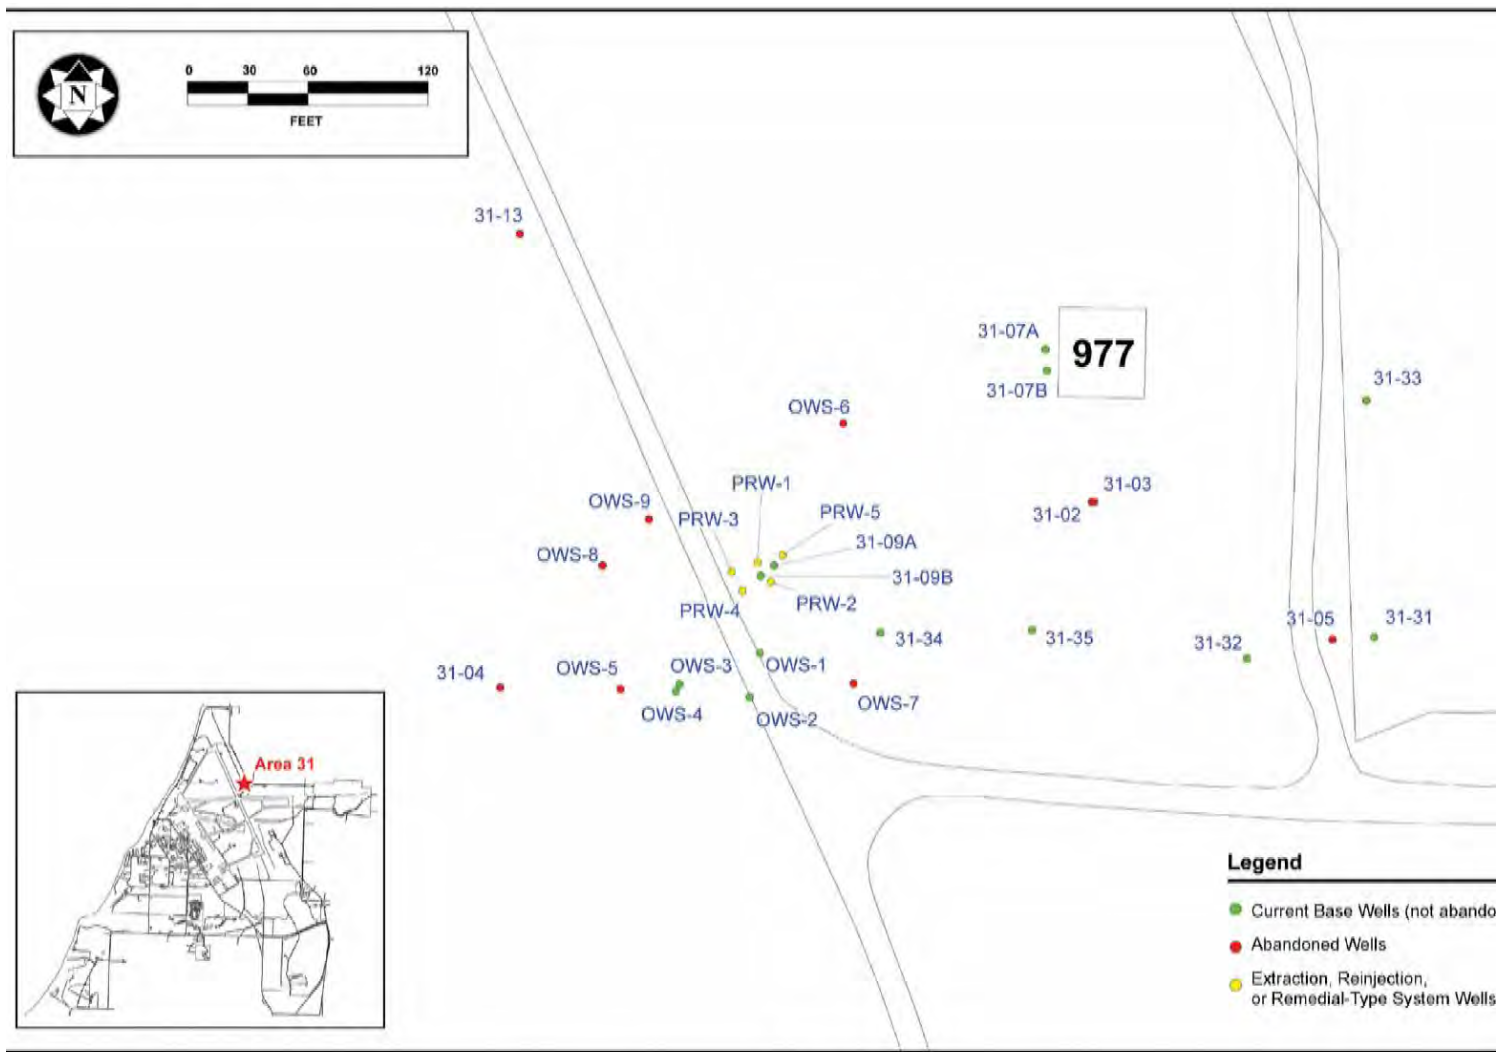 0 30 60 120
N
FEET
31-13
31-07A
977
31-07B
31-33
OWS-6
PRW-1
31-03
OWS-9
PRW-3
PRW-5
31-02
31-09A
OWS-8
31-09B
PRW-4
PRW-2
31-34
31-35
31-05
31-31
31-32
31-04
OWS-5
OWS-3
OWS-1
OWS-4
OWS-2
OWS-7
Area 31
Legend
Current Base Wells (not abando
Abandoned Wells
Extraction, Reinjection,
or Remedial-Type System Wells